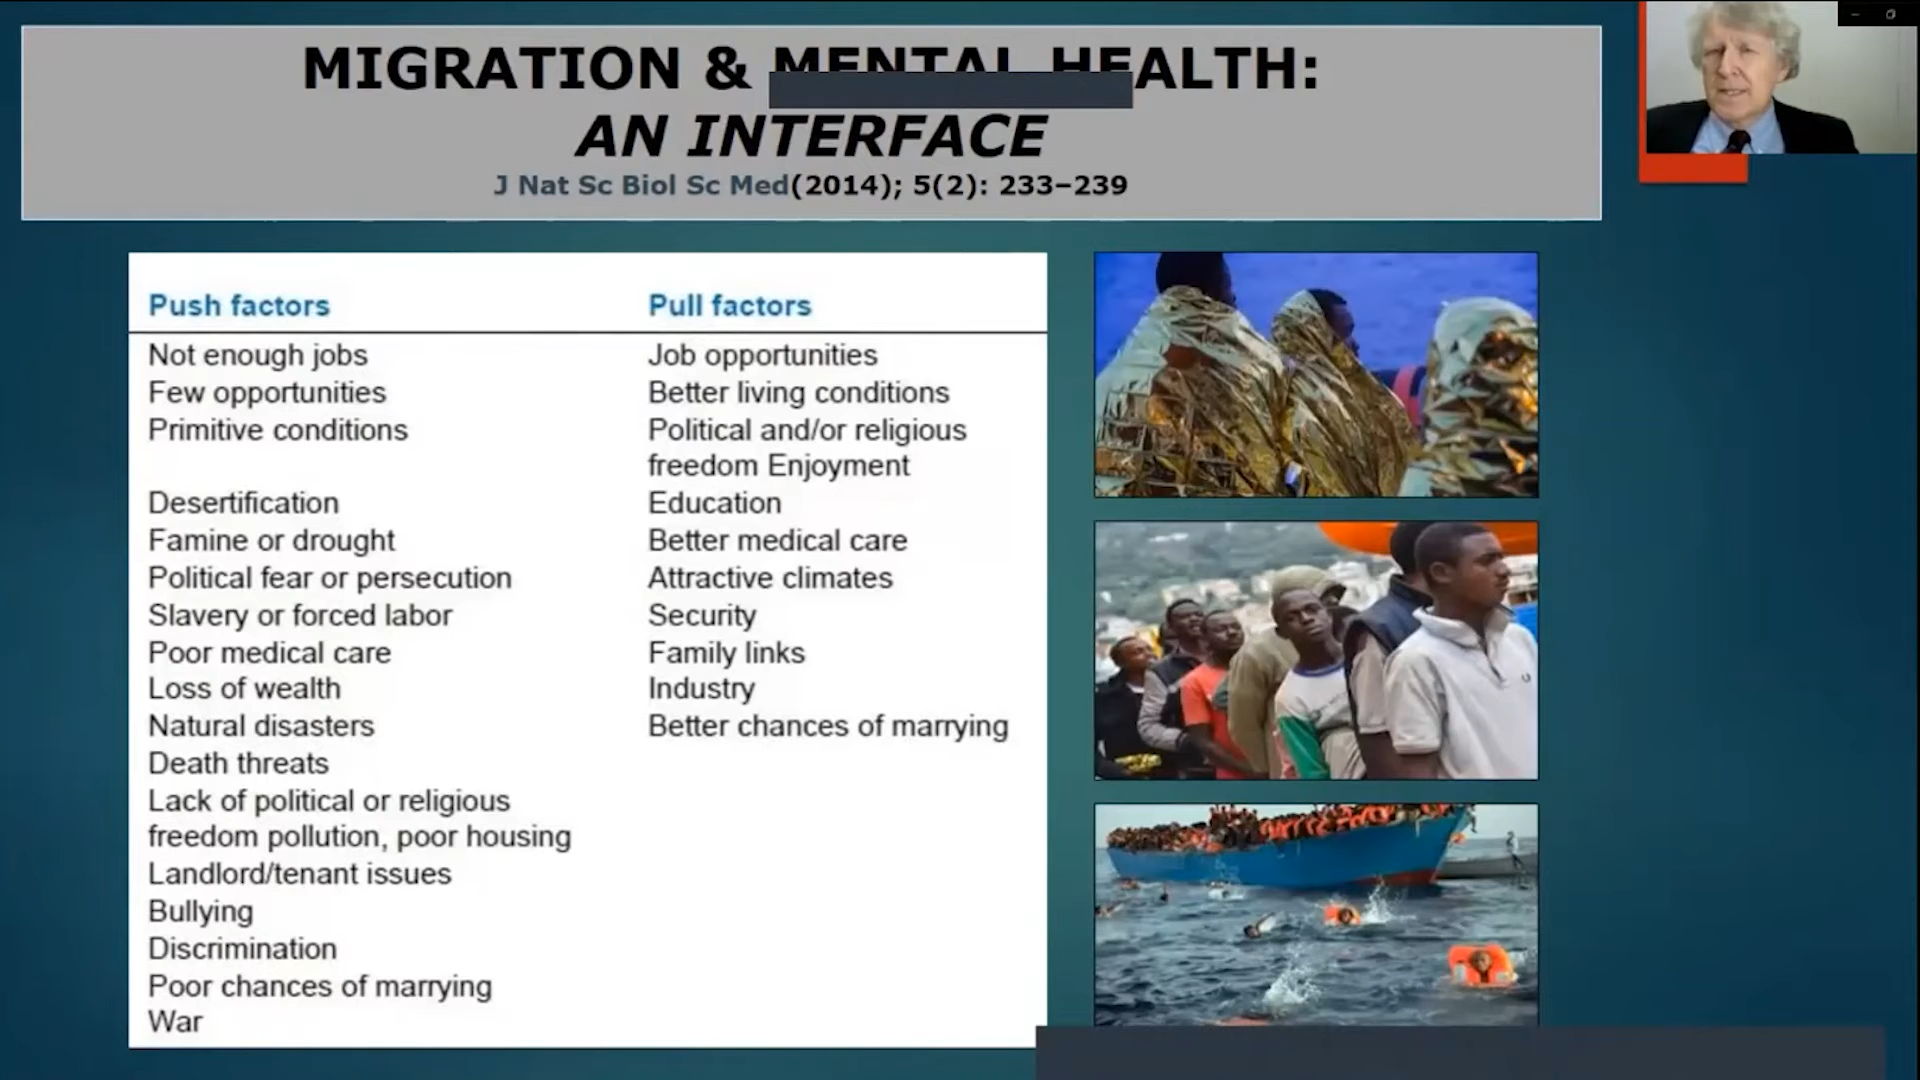 MIGRATION & MENTAL HEALTH:
AN INTERFACE
J Nat Sc Biol Sc Med(2014); 5(2): 233–239
Push factors
Not enough jobs
Few opportunities
Primitive conditions
Desertification
Famine or drought
Political fear or persecution
Slavery or forced labor
Poor medical care
Loss of wealth
Natural disasters
Death threats
Lack of political or religious
freedom pollution, poor housing
Landlord/tenant issues
Bullying
Discrimination
Poor chances of marrying
War
Pull factors
Job opportunities
Better living conditions
Political and/or religious
freedom Enjoyment
Education
Better medical care
Attractive climates
Security
Family links
Industry
Better chances of marrying